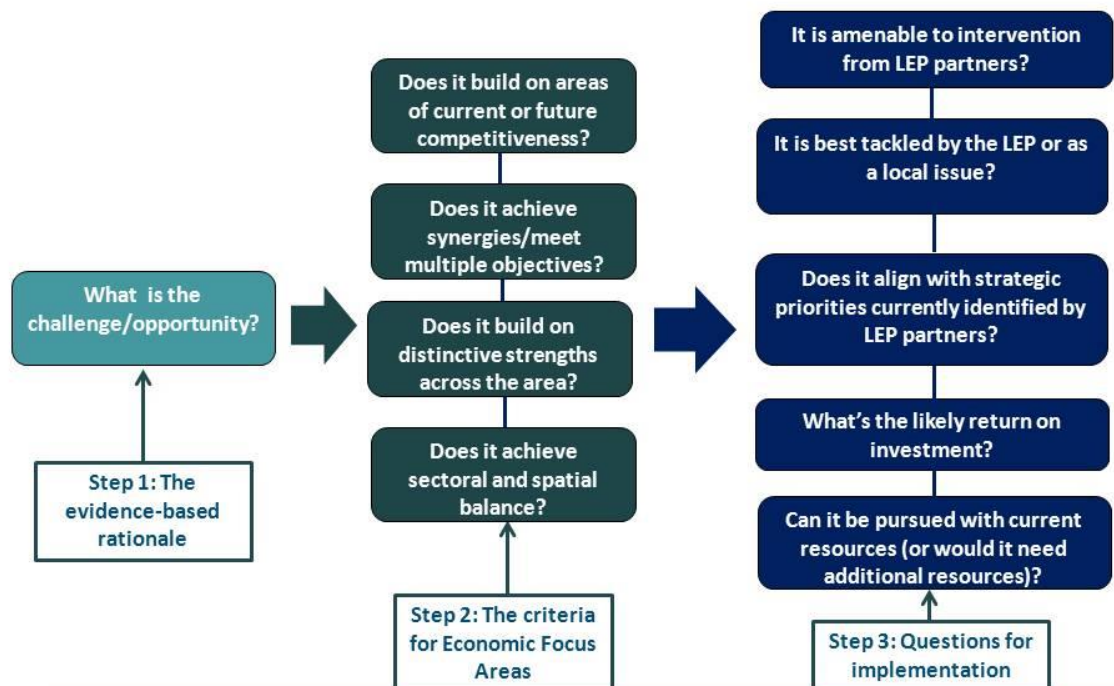 What is the
challenge/opportunity?
Step 1: The
evidence-based
rationale
Does it build on areas
of current or future
competitiveness?
Does it achieve
synergies/meet
multiple objectives?
Does it build on
distinctive strengths
across the area?
Does it achieve
sectoral and spatial
balance?
Step 2: The criteria
for Economic Focus
Areas
It is amenable to intervention
from LEP partners?
It is best tackled by the LEP or as
a local issue?
Does it align with strategic
priorities currently identified by
LEP partners?
What's the likely return on
investment?
Can it be pursued with current
resources (or would it need
additional resources)?
Step 3: Questions for
implementation